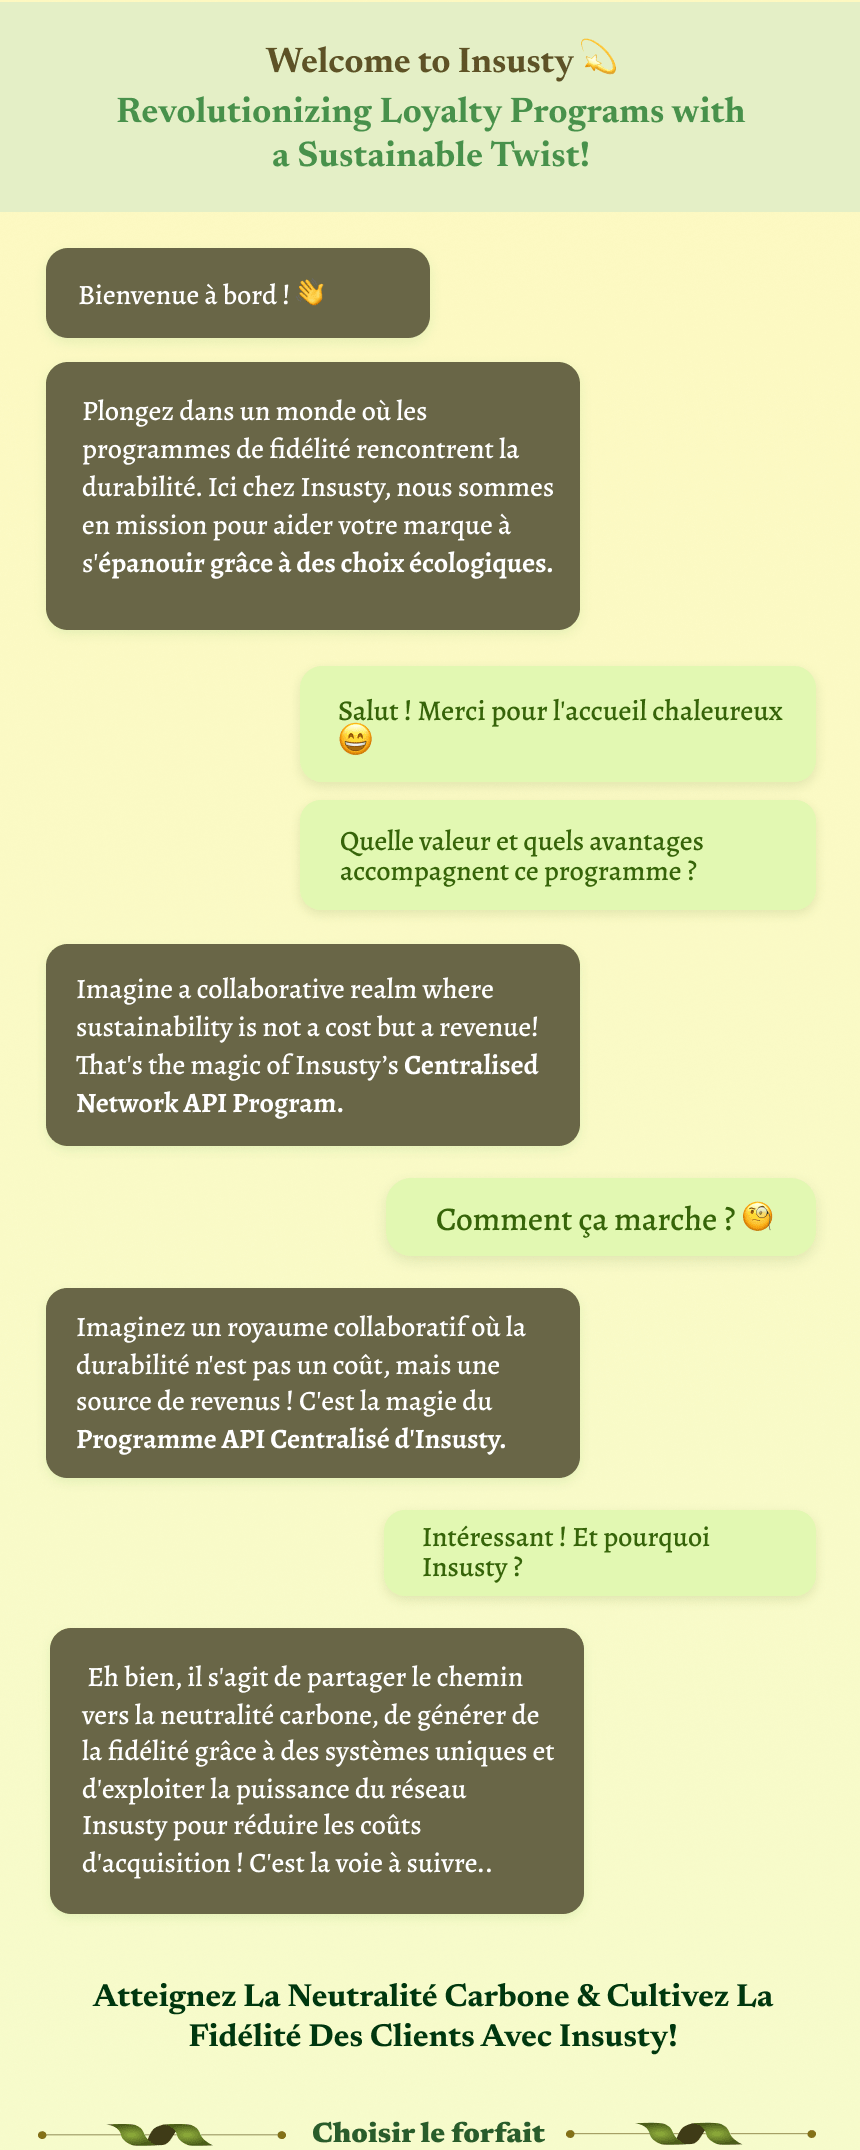 Welcome to Insusty 💫
Revolutionizing Loyalty Programs with
a Sustainable Twist!
Bienvenue à bord ! 👋
Plongez dans un monde où les
programmes de fidélité rencontrent la
durabilité. Ici chez Insusty, nous sommes
en mission pour aider votre marque à
s'épanouir grâce à des choix écologiques.
Salut ! Merci pour l'accueil chaleureux
😄
Quelle valeur et quels avantages
accompagnent ce programme ?
Imagine a collaborative realm where
sustainability is not a cost but a revenue!
That's the magic of Insusty’s Centralised
Network API Program.
Comment ça marche ? 🧐
Imaginez un royaume collaboratif où la
durabilité n'est pas un coût, mais une
source de revenus ! C'est la magie du
Programme API Centralisé d'Insusty.
Intéressant ! Et pourquoi
Insusty ?
Eh bien, il s'agit de partager le chemin
vers la neutralité carbone, de générer de
la fidélité grâce à des systèmes uniques et
d'exploiter la puissance du réseau
Insusty pour réduire les coûts
d'acquisition ! C'est la voie à suivre..
Atteignez La Neutralité Carbone & Cultivez La
Fidélité Des Clients Avec Insusty!
Choisir le forfait